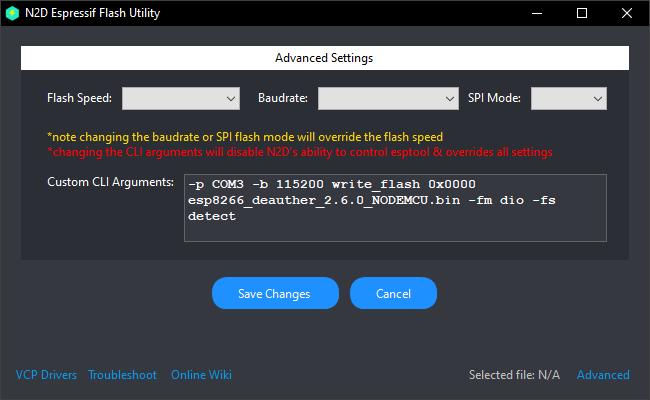 N2D Espressif Flash Utility
Advanced Settings
Flash Speed: Baudrate: SPI Mode:
*note changing the baudrate or SPI flash mode will override the flash speed
*changing the CLI arguments will disable N2D's ability to control esptool & overrides all settings
Custom CLI Arguments:
-p COM3 -b 115200 write_flash 0x0000
esp8266_deauther_2.6.0_NODEMCU.bin -fm dio -fs
detect
Save Changes Cancel
VCP Drivers Troubleshoot Online Wiki Selected file: N/A Advanced